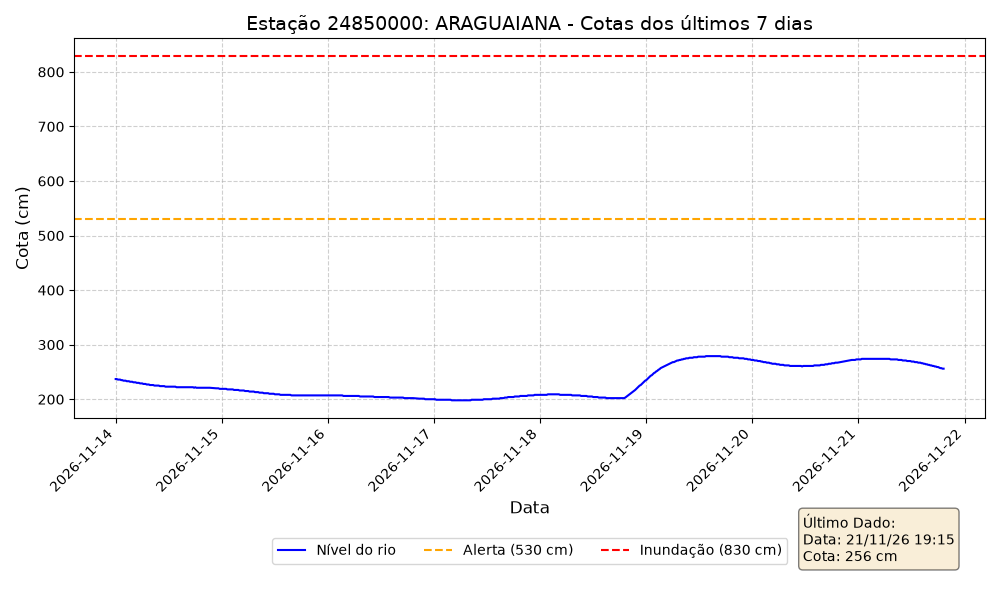 Estação 24850000: ARAGUAIANA - Cotas dos últimos 7 dias
Cota (cm)
800
700
600
500
400
300
200
2026-11-14
2026-11-15
2026-11-16
2026-11-17
2026-11-18
2026-11-19
2026-11-20
2026-11-21
2026-11-22
Data
Nível do rio
Alerta (530 cm)
Inundação (830 cm)
Último Dado:
Data: 21/11/26 19:15
Cota: 256 cm